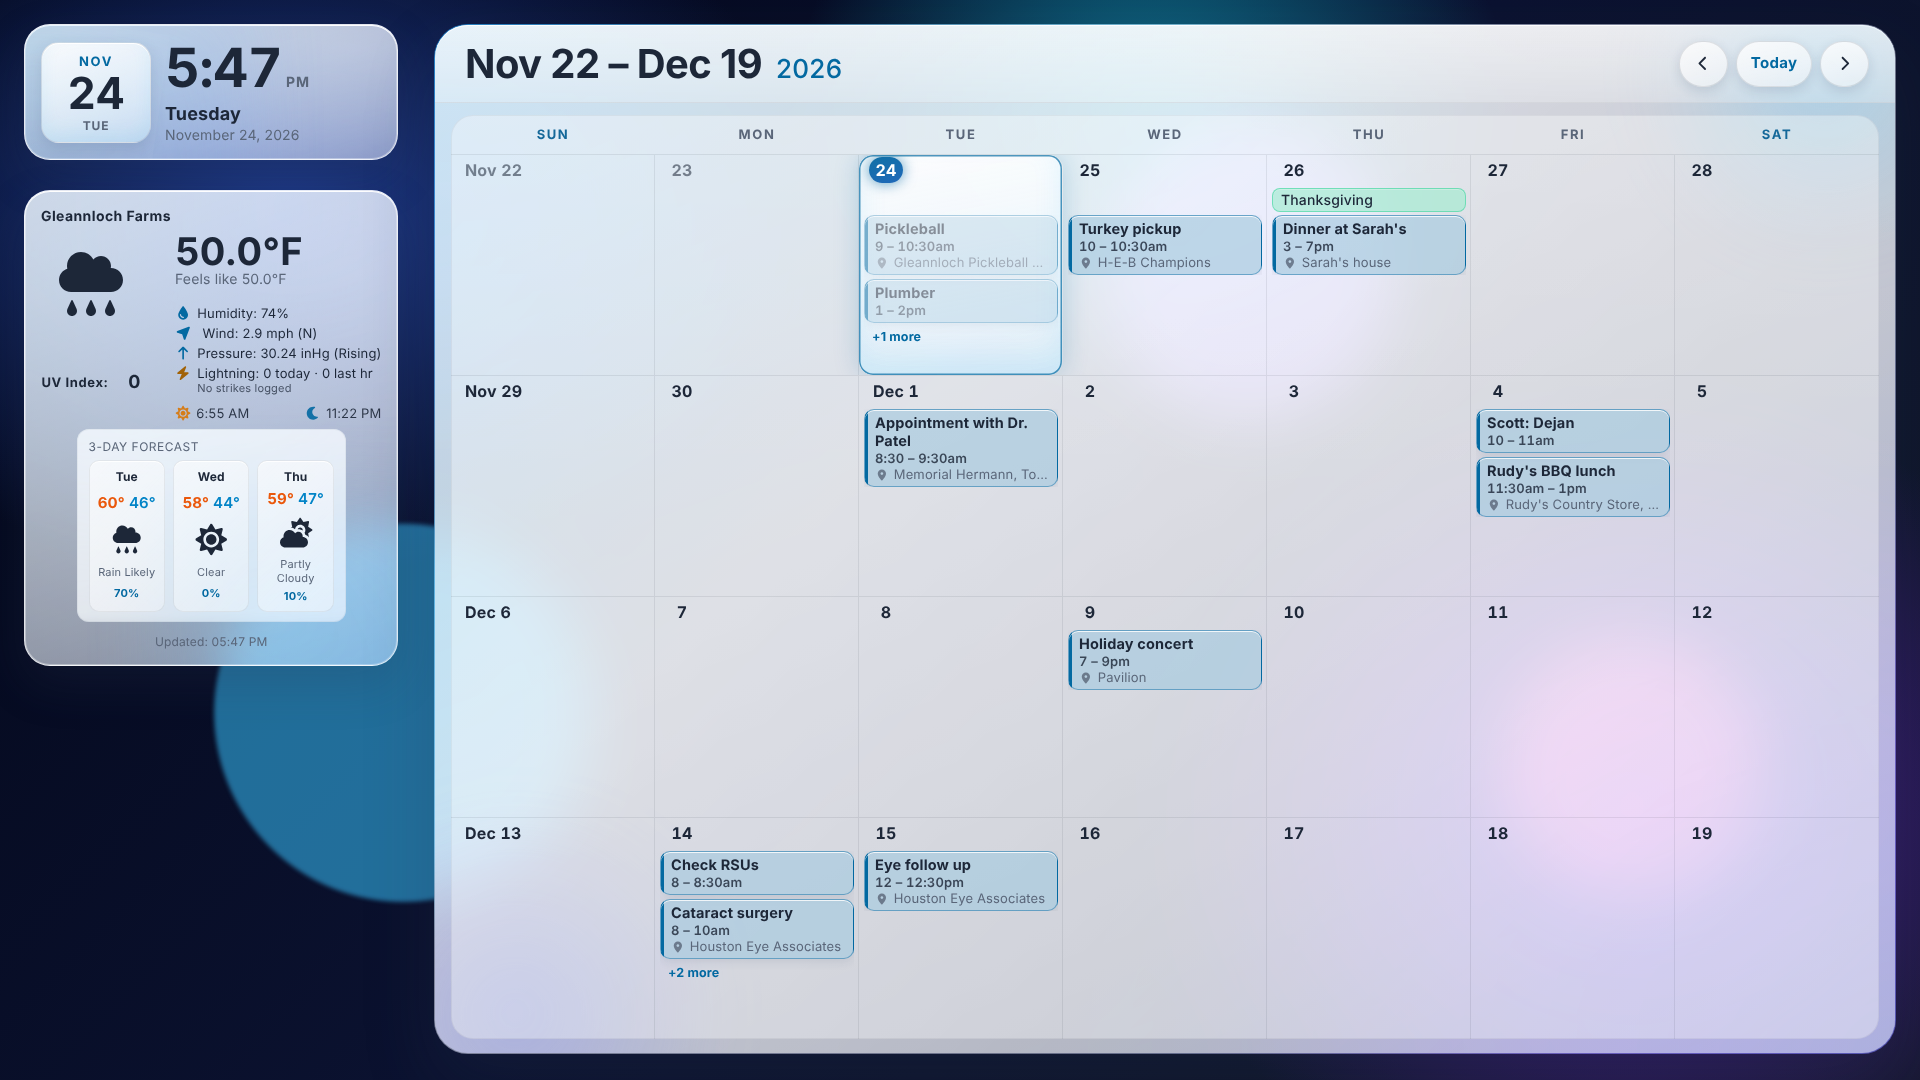 NOV
24
TUE
5:47 PM
Tuesday
November 24, 2026
Gleannloch Farms
50.0°F
Feels like 50.0°F
Humidity: 74%
Wind: 2.9 mph (N)
Pressure: 30.24 inHg (Rising)
Lightning: 0 today · 0 last hr
No strikes logged
UV Index: 0
6:55 AM 11:22 PM
3-DAY FORECAST
Tue Wed Thu
60° 46° 58° 44° 59° 47°
Rain Likely Clear Partly
Cloudy
70% 0% 10%
Updated: 05:47 PM
Nov 22 – Dec 19 2026
Today
SUN MON TUE WED THU FRI SAT
Nov 22 23 24 25 26 27 28
Pickleball
9 – 10:30am
Gleannloch Pickleball ...
Plumber
1 – 2pm
+1 more
Turkey pickup
10 – 10:30am
H-E-B Champions
Thanksgiving
Dinner at Sarah's
3 – 7pm
Sarah's house
Nov 29 30 Dec 1 2 3 4 5
Appointment with Dr.
Patel
8:30 – 9:30am
Memorial Hermann, To...
Scott: Dejan
10 – 11am
Rudy's BBQ lunch
11:30am – 1pm
Rudy's Country Store, ...
Dec 6 7 8 9 10 11 12
Holiday concert
7 – 9pm
Pavilion
Dec 13 14 15 16 17 18 19
Check RSUs
8 – 8:30am
Cataract surgery
8 – 10am
Houston Eye Associates
+2 more
Eye follow up
12 – 12:30pm
Houston Eye Associates